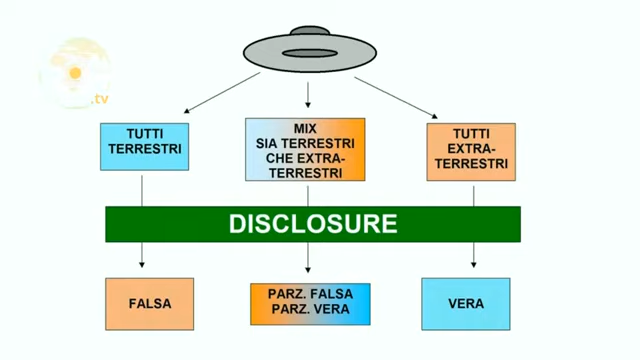 .tv
TUTTI
TERRESTRI
MIX
SIA TERRESTRI
CHE EXTRA-
TERRESTRI
TUTTI
EXTRA-
TERRESTRI
DISCLOSURE
FALSA
PARZ. FALSA
PARZ. VERA
VERA